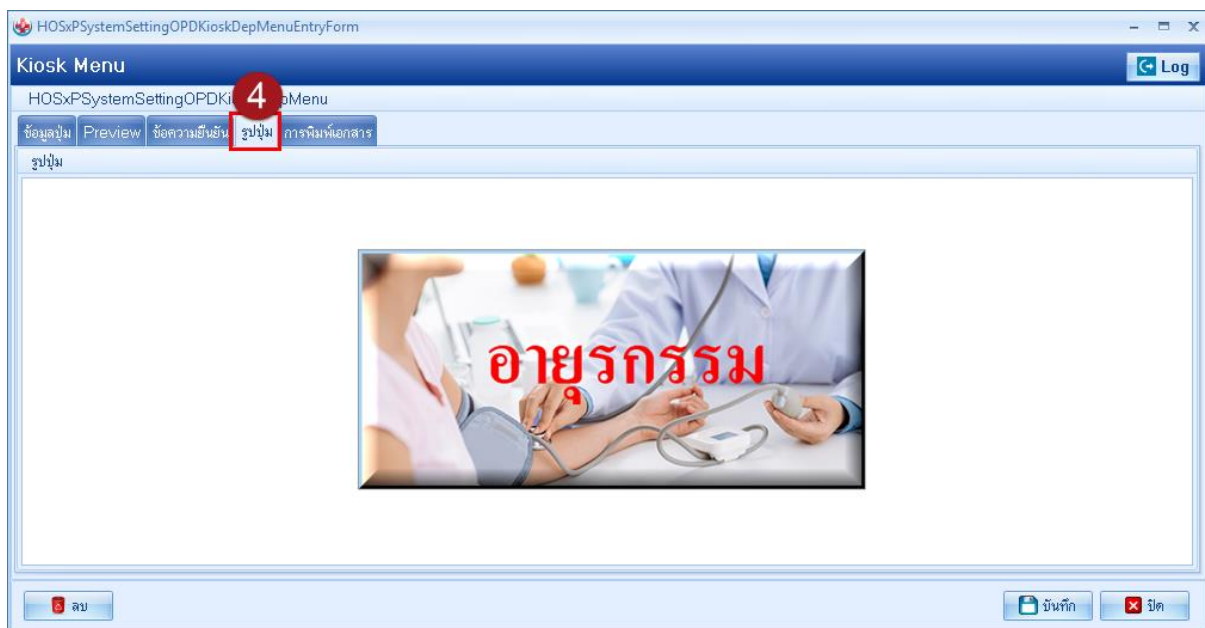 HOSxPSystemSettingOPDKioskDepMenuEntryForm
Kiosk Menu
Log
4
HOSxPSystemSettingOPDKi pMenu
ข้อมูลปุ่ม Preview ข้อความยืนยัน รูปปุ่ม การพิมพ์เอกสาร
รูปปุ่ม
อายุรกรรม
ลบ บันทึก ปิด